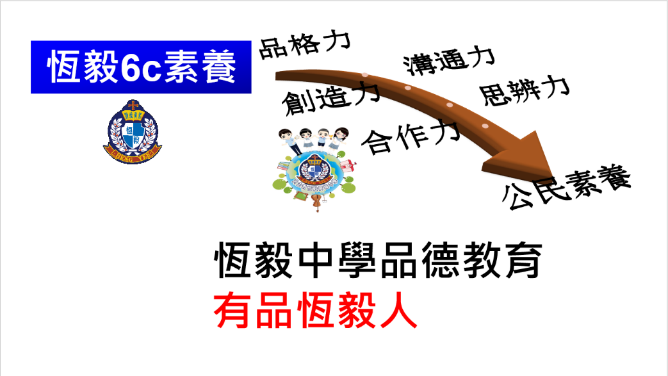 恆毅6c素養
品格力
溝通力
創造力
思辨力
合作力
公民素養
恆毅中學品德教育
有品恆毅人